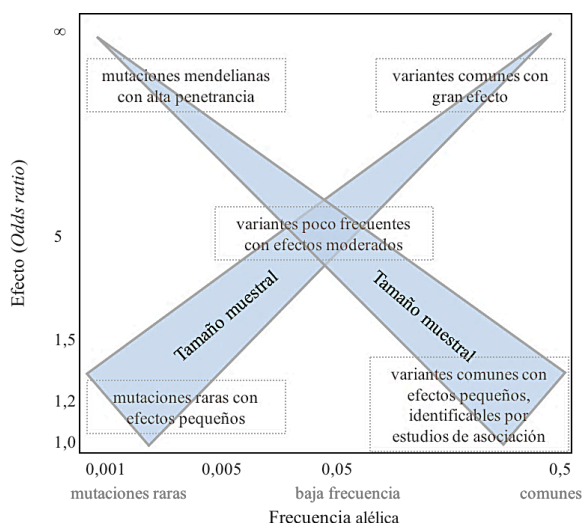 ∞
mutaciones mendelianas
con alta penetrancia
variantes comunes con
gran efecto
Efecto (Odds ratio)
5
variantes poco frecuentes
con efectos moderados
Tamaño muestral
Tamaño muestral
1,5
1,2
1,0
mutaciones raras con
efectos pequeños
variantes comunes con
efectos pequeños,
identificables por
estudios de asociación
0,001
0,005
0,05
0,5
mutaciones raras
baja frecuencia
comunes
Frecuencia alélica